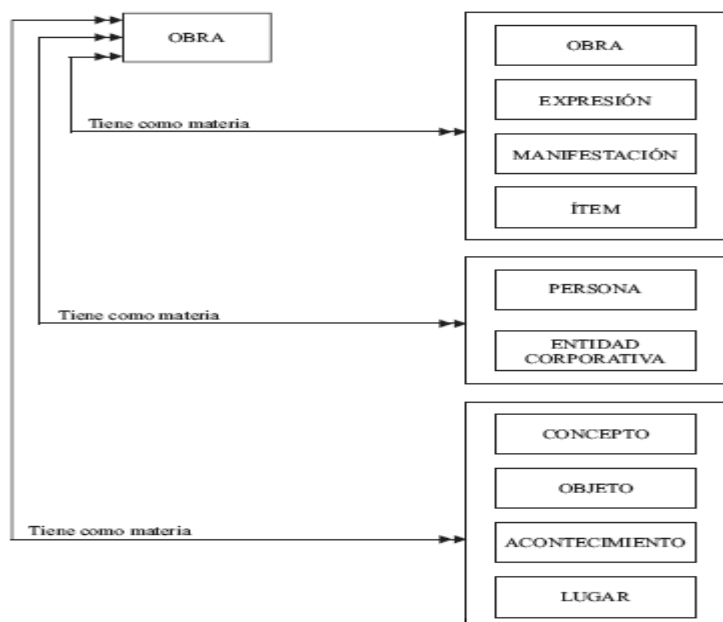 OBRA
OBRA
EXPRESIÓN
Tiene como materia
MANIFESTACIÓN
ÍTEM
PERSONA
Tiene como materia
ENTIDAD
CORPORATIVA
CONCEPTO
OBJETO
Tiene como materia
ACONTECIMIENTO
LUGAR